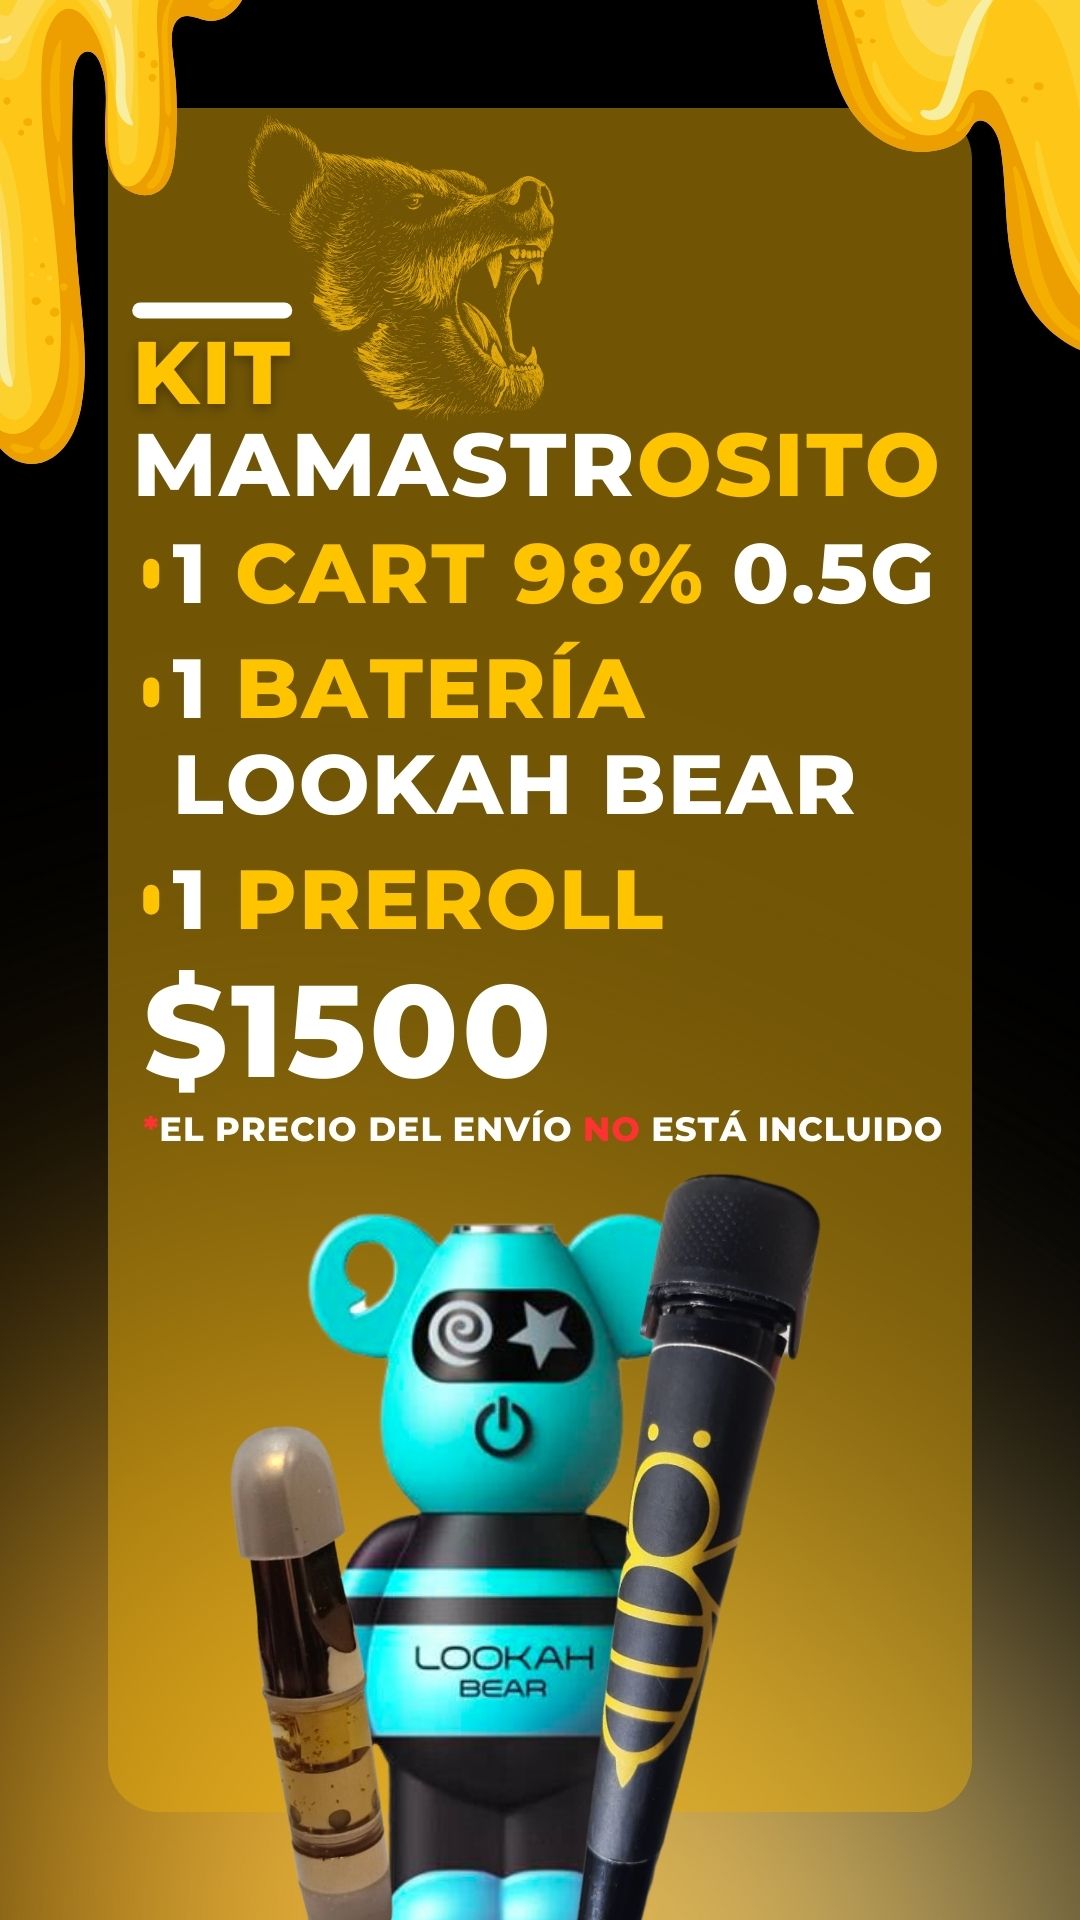 KIT
MAMASTROSITO
1 CART 98% 0.5G
1 BATERÍA
LOOKAH BEAR
1 PREROLL
$1500
*EL PRECIO DEL ENVÍO NO ESTÁ INCLUIDO
LOOKAH
BEAR